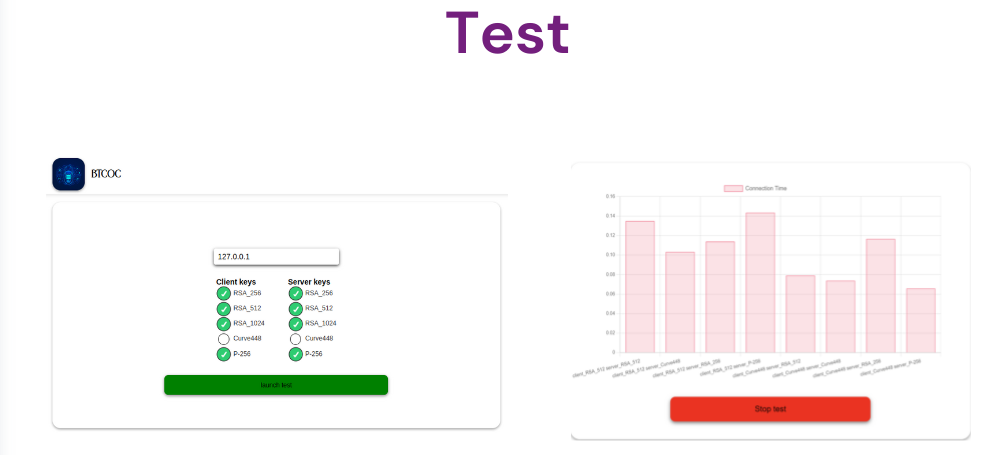 Test
BTCOC
127.0.0.1
Client keys
RSA_256
RSA_512
RSA_1024
Curve448
P-256
Server keys
RSA_256
RSA_512
RSA_1024
Curve448
P-256
launch test
Connection Time
0.16
0.14
0.12
0.10
0.08
0.06
0.04
0.02
0
client_RSA_512 server_RSA_512
client_RSA_512 server_Curve448
client_RSA_512 server_RSA_256
client_RSA_512 server_P-256
client_Curve448 server_RSA_512
client_Curve448 server_Curve448
client_Curve448 server_RSA_256
client_Curve448 server_P-256
Stop test